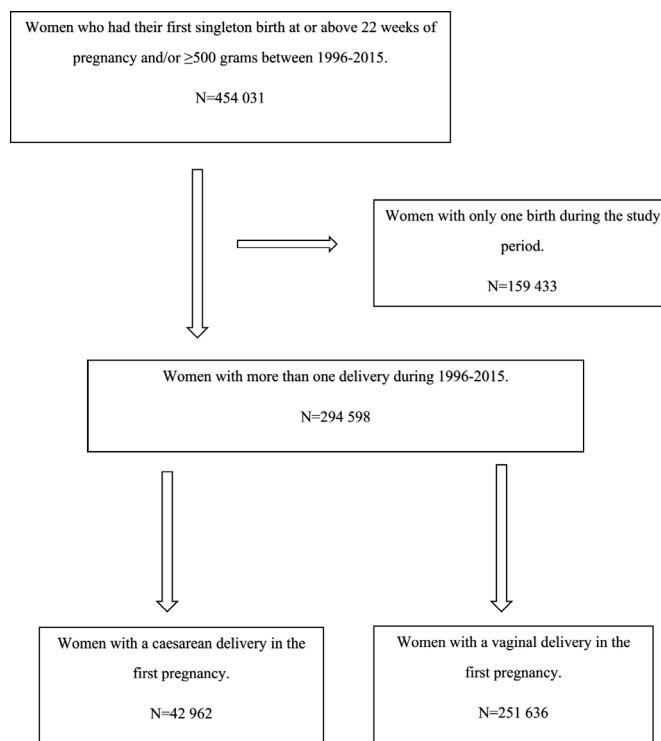 Women who had their first singleton birth at or above 22 weeks of
pregnancy and/or ≥500 grams between 1996-2015.
N=454 031
Women with only one birth during the study
period.
N=159 433
Women with more than one delivery during 1996-2015.
N=294 598
Women with a caesarean delivery in the
first pregnancy.
N=42 962
Women with a vaginal delivery in the
first pregnancy.
N=251 636